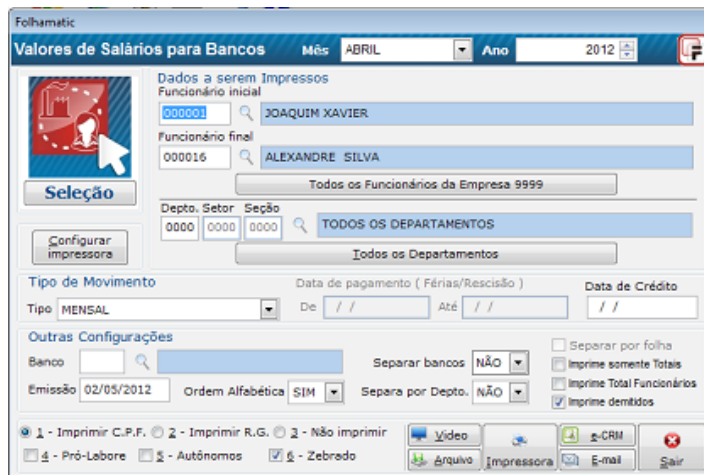 Folhamatic
Valores de Salários para Bancos Mês ABRIL Ano 2012
Dados a serem Impressos
Funcionário inicial
000001 JOAQUIM XAVIER
Funcionário final
000016 ALEXANDRE SILVA
Seleção
Todos os Funcionários da Empresa 9999
Depto. Setor Seção
0000 0000 0000 TODOS OS DEPARTAMENTOS
Configurar impressora
Todos os Departamentos
Tipo de Movimento Data de pagamento ( Férias/Rescisão ) Data de Crédito
Tipo MENSAL De / / Até / / / /
Outras Configurações
Separar por folha
Banco Separar bancos NÃO Imprime somente Totais
Emissão 02/05/2012 Ordem Alfabética SIM Separa por Depto. NÃO Imprime Total Funcionários
Imprime demitidos
1 - Imprimir C.P.F. 2 - Imprimir R.G. 3 - Não imprimir Video e-CRM
4 - Pró-Labore 5 - Autônomos 6 - Zebrado Arquivo Impressora E-mail Sair